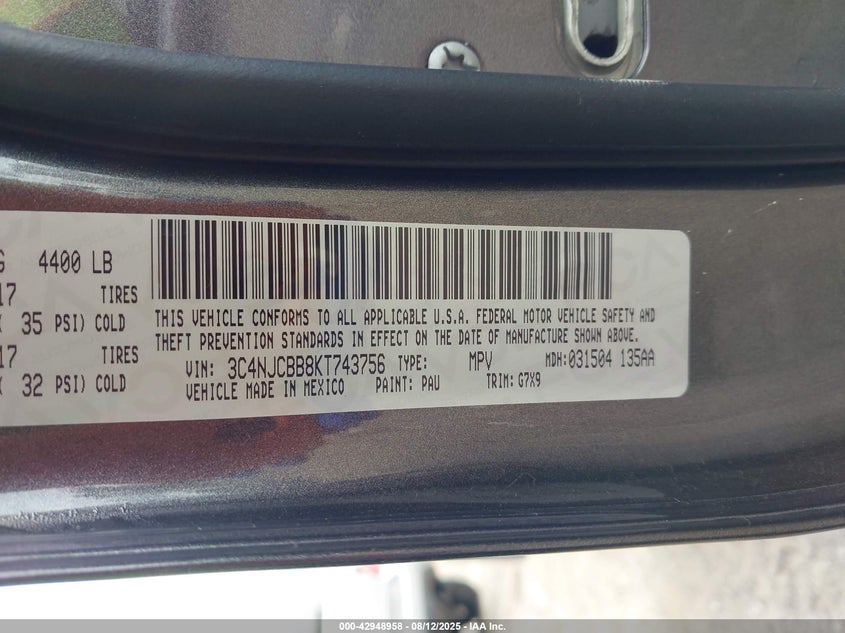 G 4400 LB
17 TIRES
35 PSI) COLD
17 TIRES
32 PSI) COLD
THIS VEHICLE CONFORMS TO ALL APPLICABLE U.S.A. FEDERAL MOTOR VEHICLE SAFETY AND
THEFT PREVENTION STANDARDS IN EFFECT ON THE DATE OF MANUFACTURE SHOWN ABOVE.
VIN: 3C4NJCBB8KT743756 TYPE: MPV MDH:031504 135AA
VEHICLE MADE IN MEXICO PAINT: PAU TRIM: G7X9
000-42948958 - 08/12/2025 - IAA Inc.